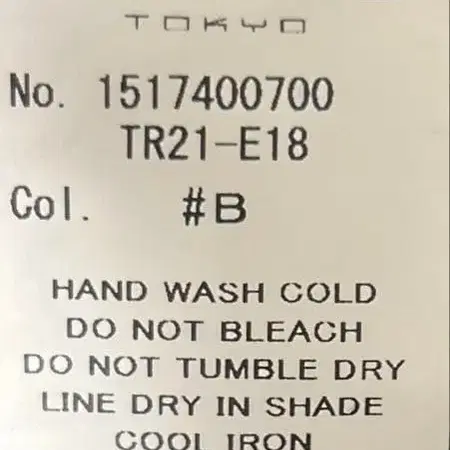 TOKYO
No. 1517400700
TR21-E18
Col. #B
HAND WASH COLD
DO NOT BLEACH
DO NOT TUMBLE DRY
LINE DRY IN SHADE
COOL IRON